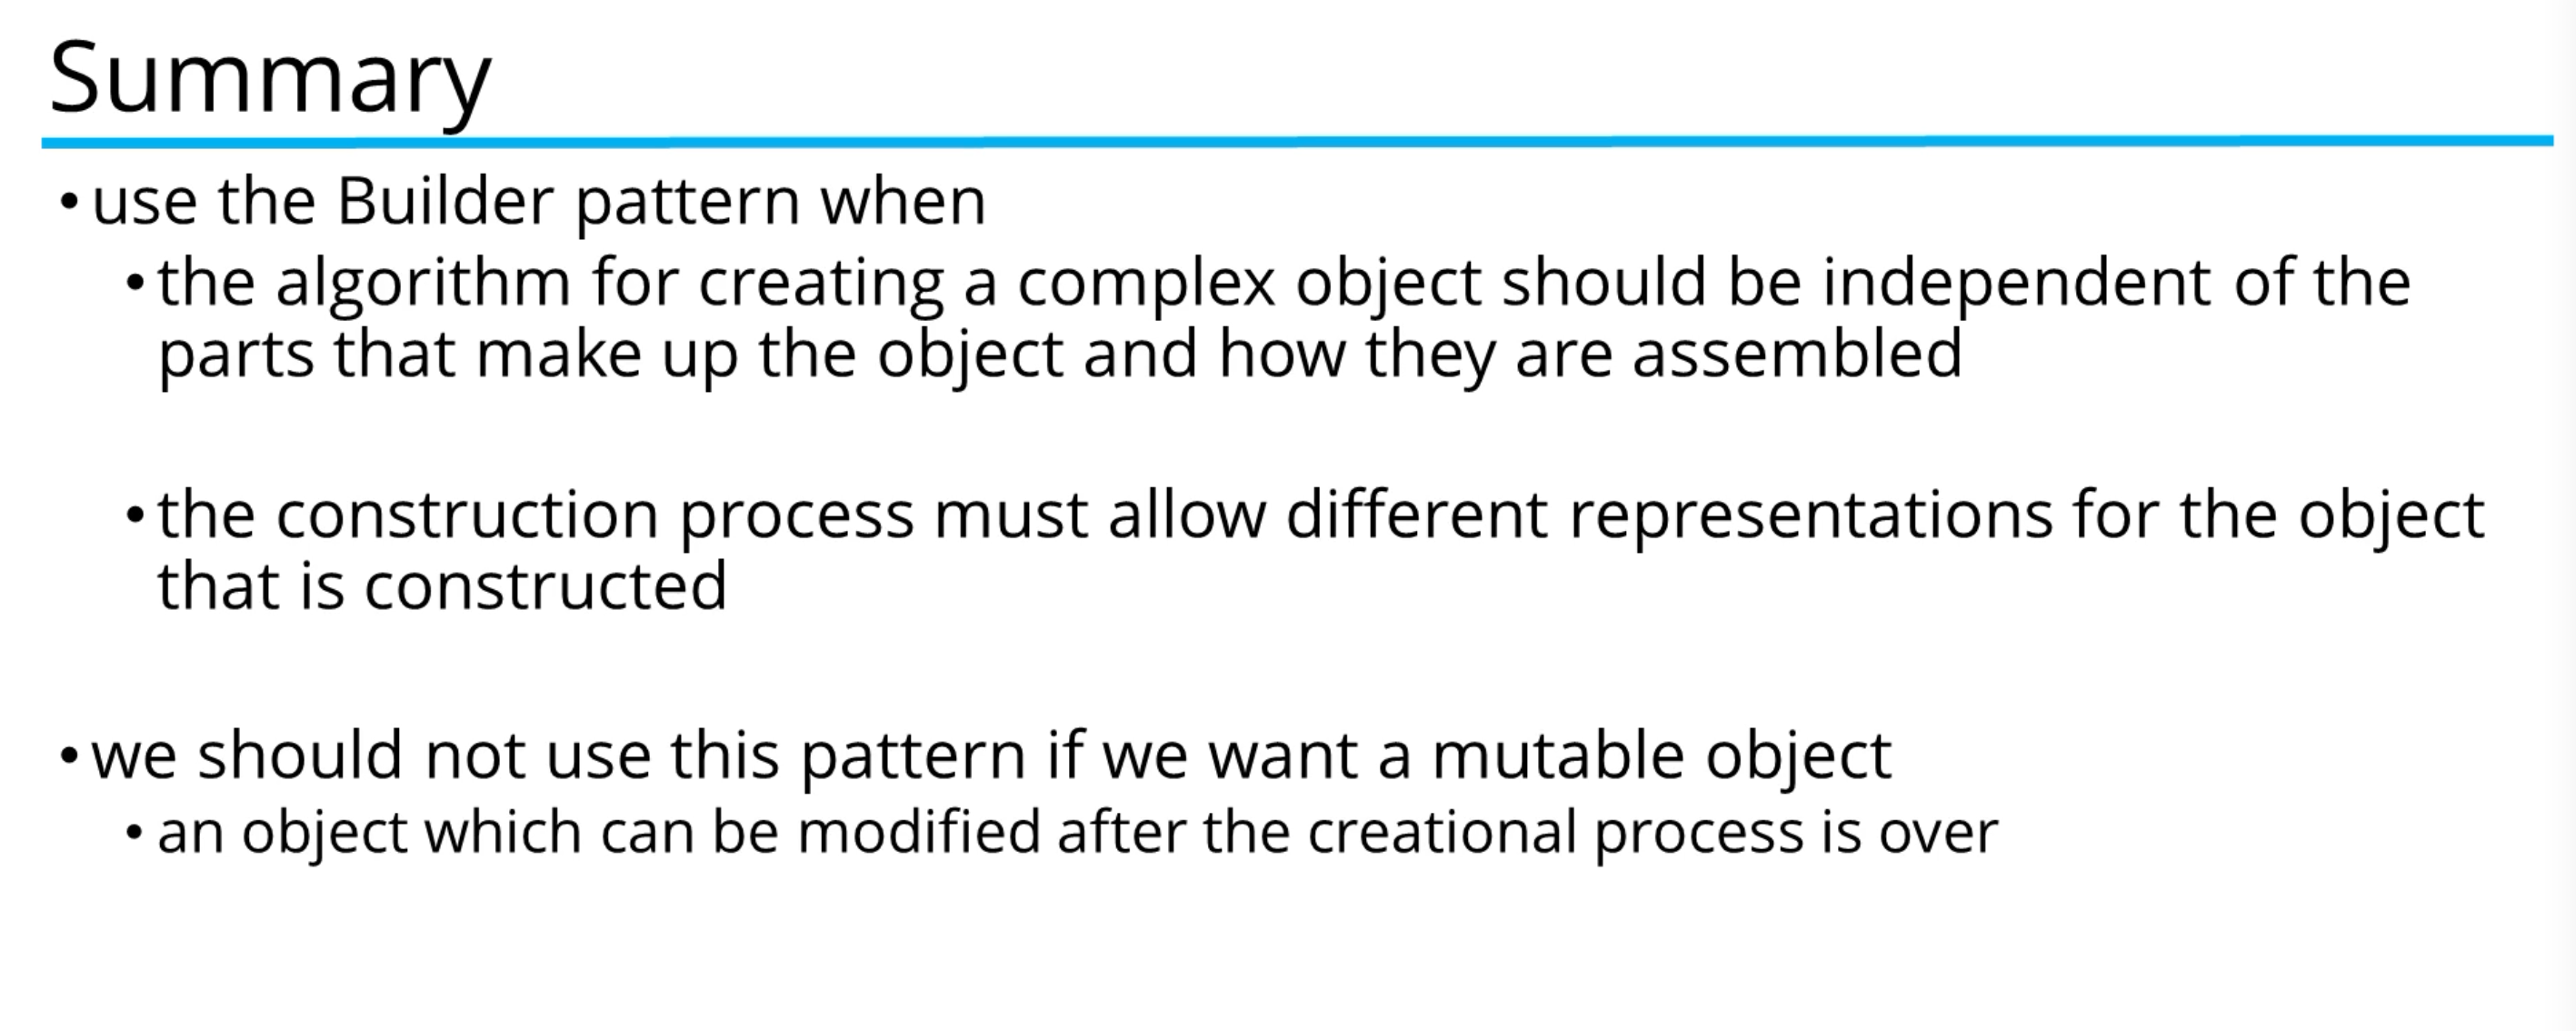 Summary
• use the Builder pattern when
• the algorithm for creating a complex object should be independent of the
parts that make up the object and how they are assembled
• the construction process must allow different representations for the object
that is constructed
• we should not use this pattern if we want a mutable object
• an object which can be modified after the creational process is over